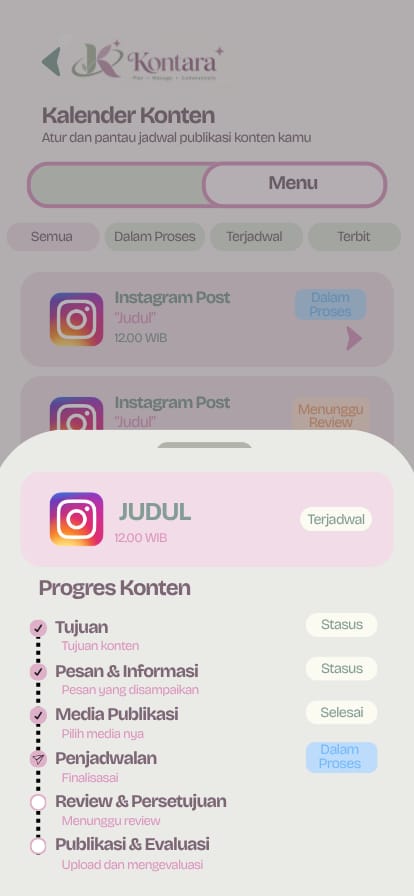 Kontara
Plan • Manage • Collaborate
Kalender Konten
Atur dan pantau jadwal publikasi konten kamu
Menu
Semua
Dalam Proses
Terjadwal
Terbit
Instagram Post
"Judul"
12.00 WIB
Dalam
Proses
Instagram Post
"Judul"
Menunggu
Review
JUDUL
12.00 WIB
Terjadwal
Progres Konten
Tujuan
Tujuan konten
Stasus
Pesan & Informasi
Pesan yang disampaikan
Stasus
Media Publikasi
Pilih media nya
Selesai
Penjadwalan
Finalisasai
Dalam
Proses
Review & Persetujuan
Menunggu review
Publikasi & Evaluasi
Upload dan mengevaluasi